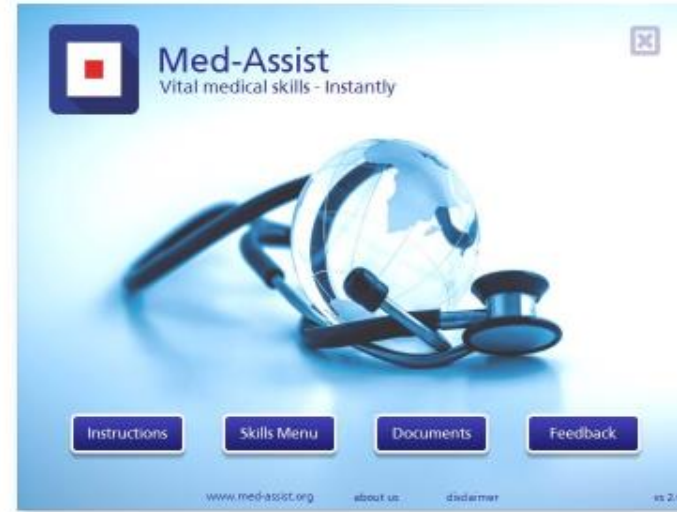 Med-Assist
Vital medical skills - Instantly
Instructions
Skills Menu
Documents
Feedback
www.med-assist.org about us disclaimer